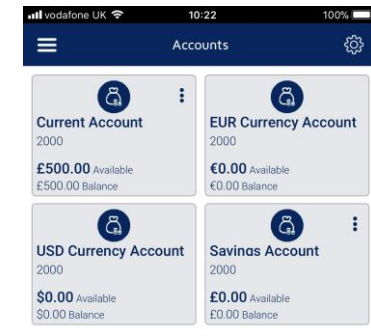 vodafone UK 10:22 100%
Accounts
Current Account
2000
£500.00 Available
£500.00 Balance
EUR Currency Account
2000
€0.00 Available
€0.00 Balance
USD Currency Account
2000
$0.00 Available
$0.00 Balance
Savings Account
2000
£0.00 Available
£0.00 Balance